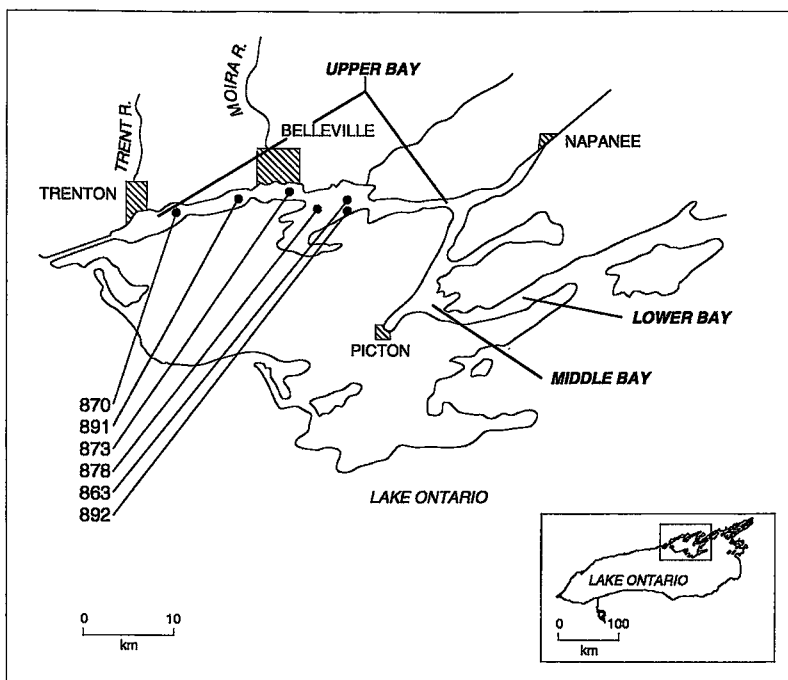 MOIRA R.
UPPER BAY
TRENT R.
BELLEVILLE
NAPANEE
TRENTON
LOWER BAY
PICTON
MIDDLE BAY
870
891
873
878
863
892
LAKE ONTARIO
0 10
km
LAKE ONTARIO
0 100
km